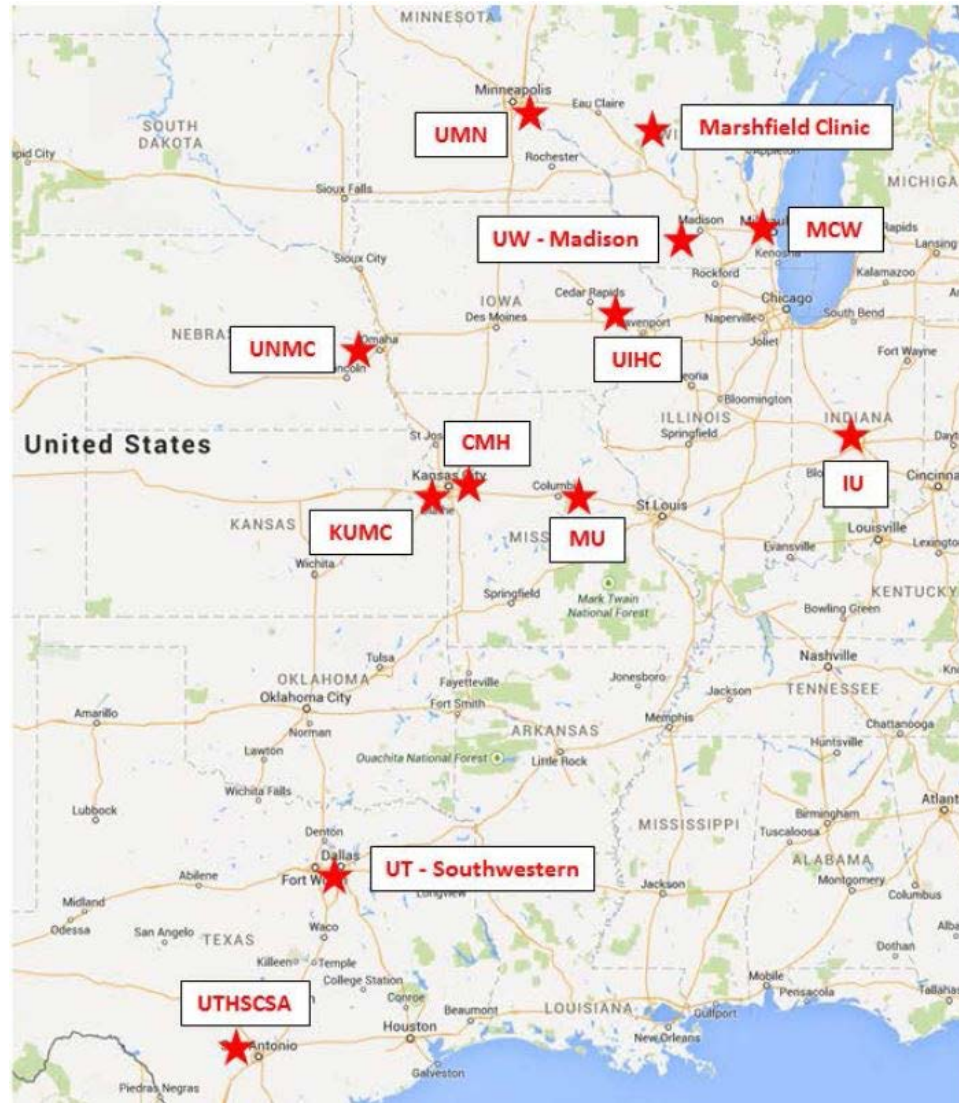 MINNESOTA
Minneapolis
Eau Claire
UMN
Marshfield Clinic
SOUTH
DAKOTA
Rochester
Appleton
MICHIGA
Sioux Falls
UW - Madison
Madison
MCW
Rapids
Lansing
Kenosha
Rockford
Kalamazoo
Sioux City
Cedar Rapids
IOWA
Des Moines
Davenport
Chicago
Naperville
Joliet
South Bend
NEBRAS
UNMC
Omaha
UIHC
Fort Wayne
Bloomington
ILLINOIS
INDIANA
Springfield
United States
CMH
St Jos
Kansas City
Columbia
St Louis
IU
Cincinna
KANSAS
KUMC
MISS
MU
Louisville
Lexington
Evansville
Wichita
KENTUCKY
Springfield
Mark Twain
National Forest
Bowling Green
Tulsa
Nashville
OKLAHOMA
Oklahoma City
Fayetteville
Jonesboro
TENNESSEE
Jackson
Amarillo
Norman
Fort Smith
Memphis
Chattanooga
ARKANSAS
Lawton
Ouachita National Forest
Little Rock
Huntsville
Wichita Falls
Lubbock
Atlant
Birmingham
MISSISSIPPI
Tuscaloosa
Denton
Dallas
UT - Southwestern
ALABAMA
Abilene
Fort Wo
Longview
Jackson
Montgomery
Columbus
Midland
Odessa
Waco
San Angelo
TEXAS
Killeen
Temple
Dothan
College Station
Mobile
Pensacola
Tallahas
UTHSCSA
Conroe
Beaumont
LOUISIANA
Gulfport
Houston
New Orleans
Antonio
Galveston
Piedras Negras